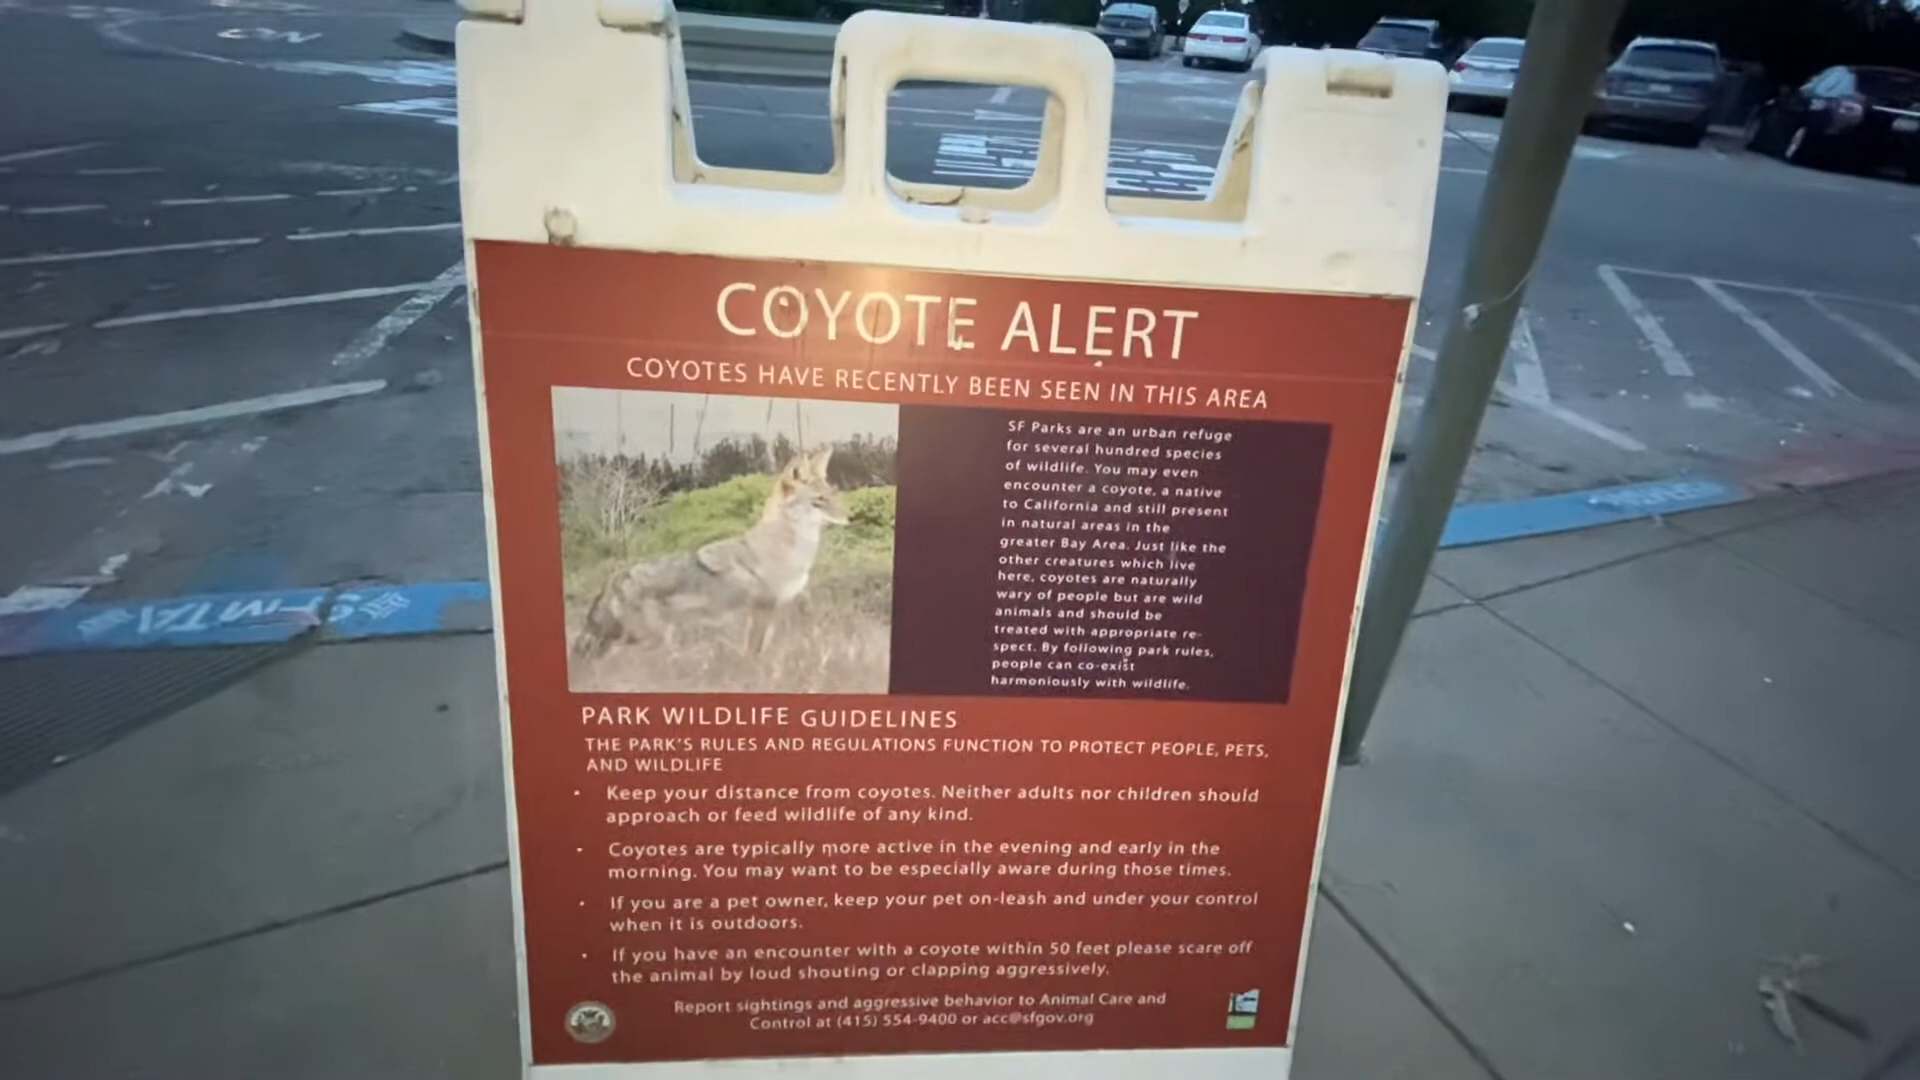 COYOTE ALERT
COYOTES HAVE RECENTLY BEEN SEEN IN THIS AREA
SF Parks are an urban refuge
for several hundred species
of wildlife. You may even
encounter a coyote, a native
to California and still present
in natural areas in the
greater Bay Area. Just like the
other creatures which live
here, coyotes are naturally
wary of people but are wild
animals and should be
treated with appropriate re-
spect. By following park rules,
people can co-exist
harmoniously with wildlife.
PARK WILDLIFE GUIDELINES
THE PARK'S RULES AND REGULATIONS FUNCTION TO PROTECT PEOPLE, PETS,
AND WILDLIFE
• Keep your distance from coyotes. Neither adults nor children should
approach or feed wildlife of any kind.
• Coyotes are typically more active in the evening and early in the
morning. You may want to be especially aware during those times.
• If you are a pet owner, keep your pet on-leash and under your control
when it is outdoors.
• If you have an encounter with a coyote within 50 feet please scare off
the animal by loud shouting or clapping aggressively.
Report sightings and aggressive behavior to Animal Care and
Control at (415) 554-9400 or acc@sfgov.org
SFMTA